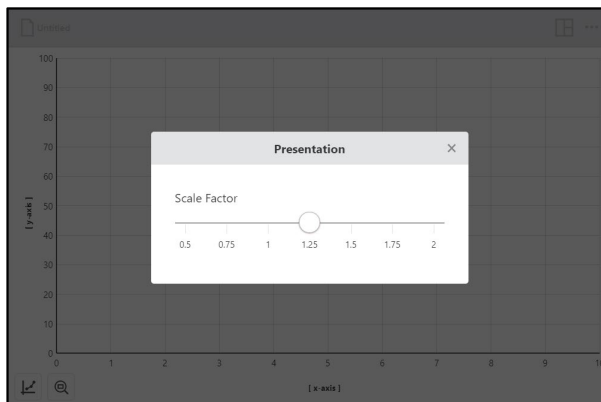 Untitled
100
90
80
70
60
50
40
30
20
10
0
[ y-axis ]
Presentation ×
Scale Factor
0.5 0.75 1 1.25 1.5 1.75 2
0 1 2 3 4 5 6 7 8 9 10
[ x-axis ]